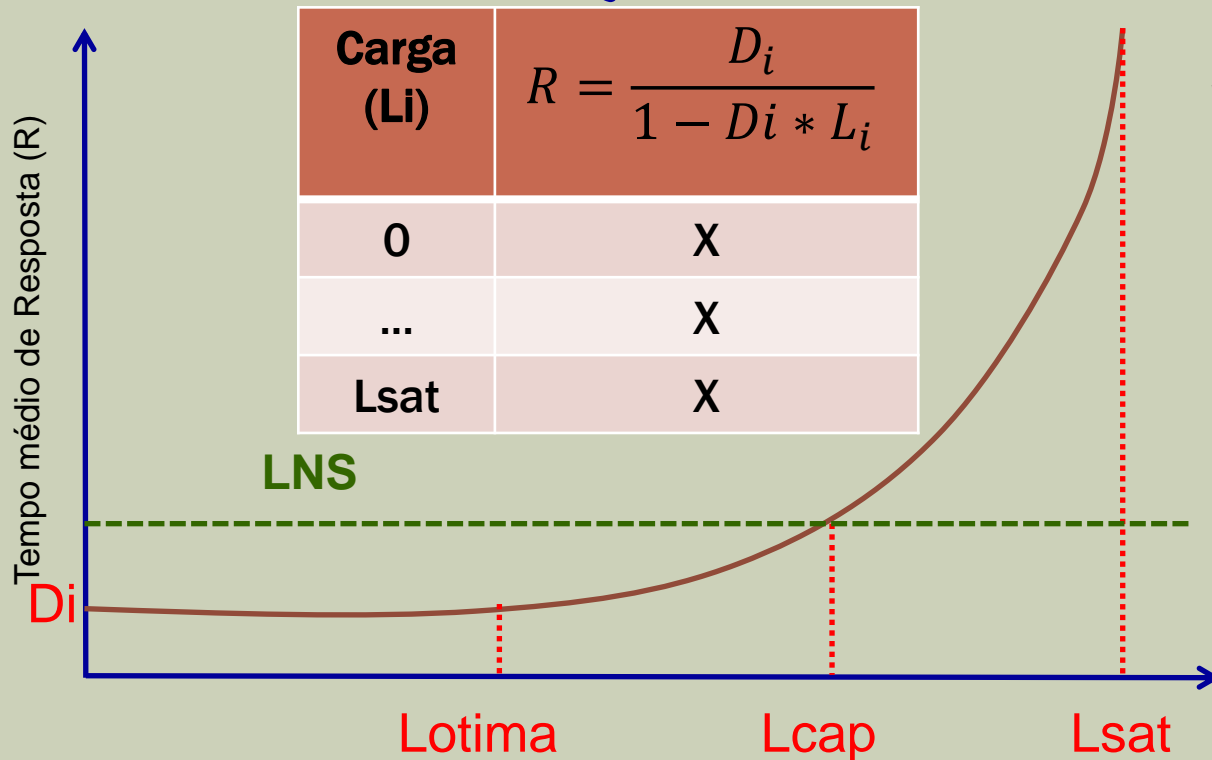 Carga
(Li)
R = D_i / (1 − Di * L_i)
0
X
...
X
Lsat
X
Tempo médio de Resposta (R)
LNS
Di
Lotima
Lcap
Lsat